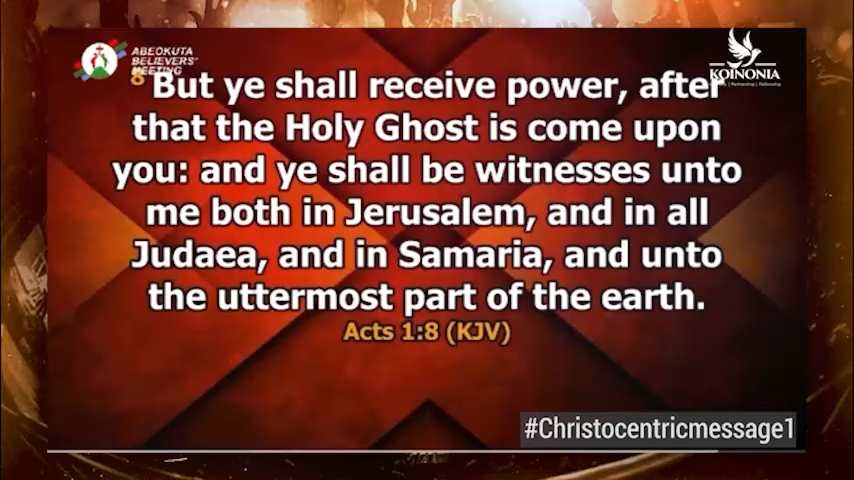 ABEOKUTA
BELIEVERS'
MEETING
KOINONIA
8 But ye shall receive power, after
that the Holy Ghost is come upon
you: and ye shall be witnesses unto
me both in Jerusalem, and in all
Judaea, and in Samaria, and unto
the uttermost part of the earth.
Acts 1:8 (KJV)
#Christocentricmessage1